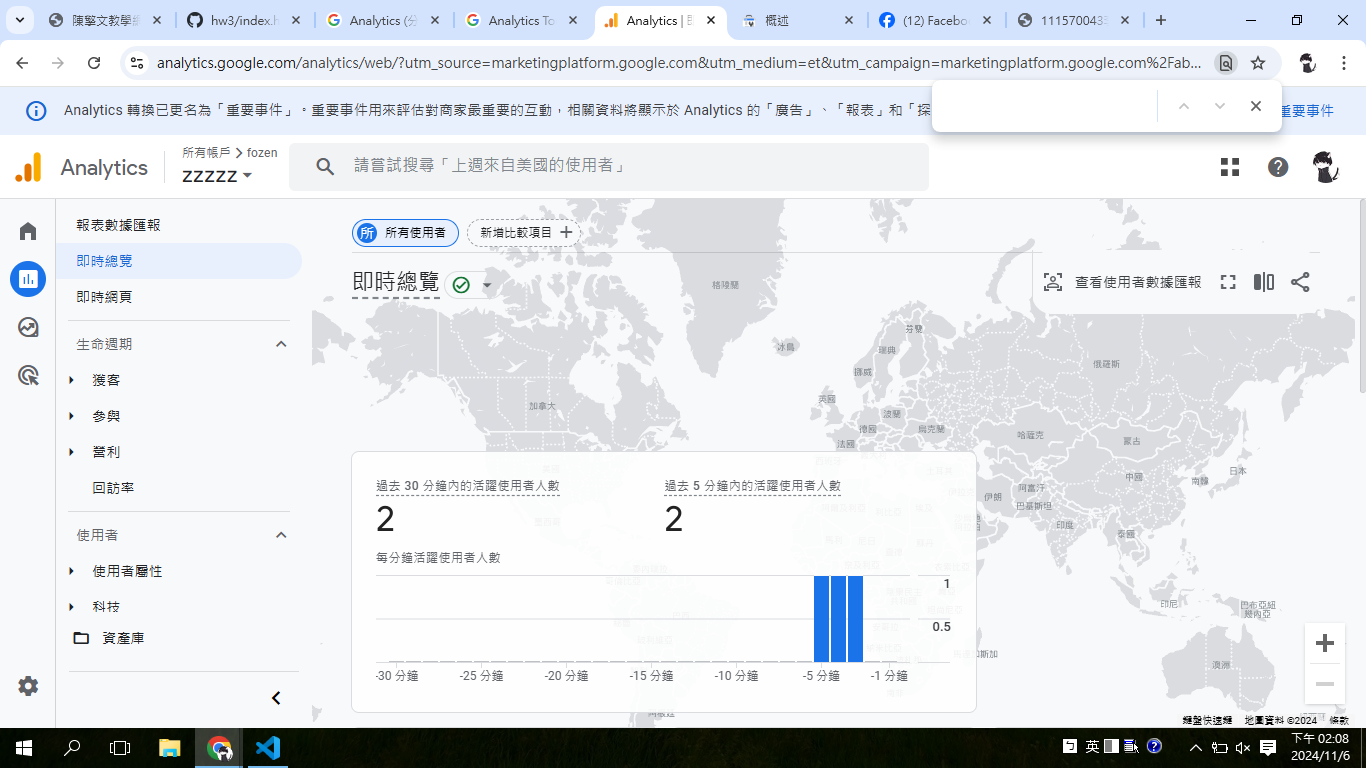 陳擎文教學網
hw3/index.h
Analytics (分
Analytics To
Analytics | 即
概述
(12) Facebo
1115700435
analytics.google.com/analytics/web/?utm_source=marketingplatform.google.com&utm_medium=et&utm_campaign=marketingplatform.google.com%2Fab...
Analytics 轉換已更名為「重要事件」。重要事件用來評估對商家最重要的互動，相關資料將顯示於 Analytics 的「廣告」、「報表」和「探
重要事件
Analytics
所有帳戶 > fozen
zzzzz
請嘗試搜尋「上週來自美國的使用者」
報表數據匯報
即時總覽
即時網頁
生命週期
獲客
參與
營利
回訪率
使用者
使用者屬性
科技
資產庫
所 所有使用者
新增比較項目
即時總覽
查看使用者數據匯報
格陵蘭
冰島
芬蘭
瑞典
挪威
俄羅斯
英國
加拿大
波蘭
德國
烏克蘭
法國
哈薩克
蒙古
中國
日本
南韓
伊朗
阿富汗
巴基斯坦
印度
泰國
印尼
巴布亞紐
幾內亞
澳洲
過去 30 分鐘內的活躍使用者人數
2
過去 5 分鐘內的活躍使用者人數
2
每分鐘活躍使用者人數
1
0.5
-30 分鐘
-25 分鐘
-20 分鐘
-15 分鐘
-10 分鐘
-5 分鐘
-1 分鐘
鍵盤快速鍵
地圖資料 ©2024
條款
英
下午 02:08
2024/11/6